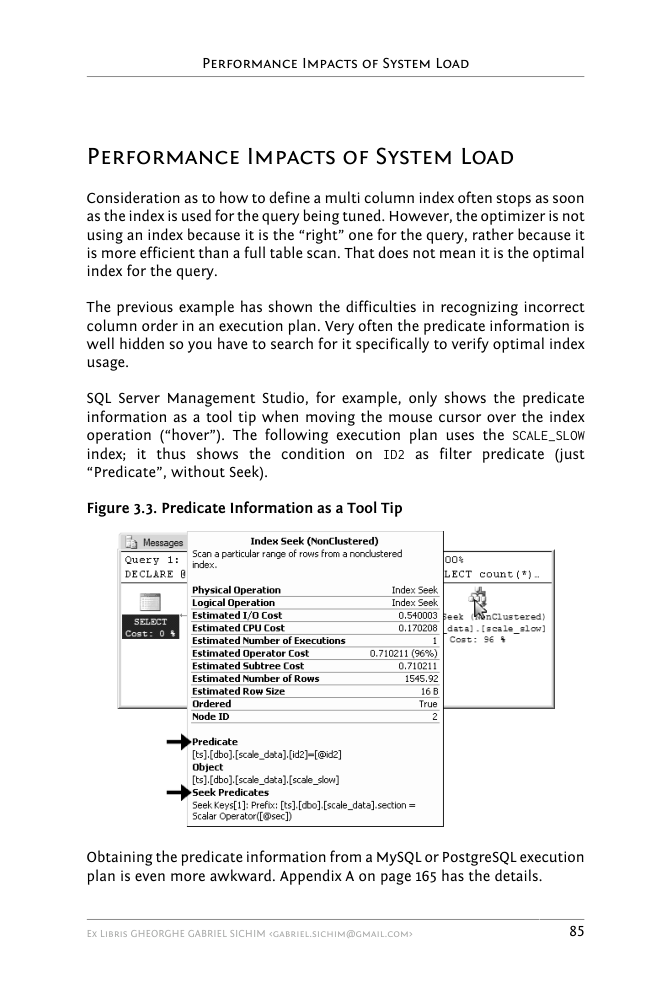 Performance Impacts of System Load
Performance Impacts of System Load
Consideration as to how to define a multi column index often stops as soon
as the index is used for the query being tuned. However, the optimizer is not
using an index because it is the “right” one for the query, rather because it
is more efficient than a full table scan. That does not mean it is the optimal
index for the query.
The previous example has shown the difficulties in recognizing incorrect
column order in an execution plan. Very often the predicate information is
well hidden so you have to search for it specifically to verify optimal index
usage.
SQL Server Management Studio, for example, only shows the predicate
information as a tool tip when moving the mouse cursor over the index
operation (“hover”). The following execution plan uses the SCALE_SLOW
index; it thus shows the condition on ID2 as filter predicate (just
“Predicate”, without Seek).
Figure 3.3. Predicate Information as a Tool Tip
Messages
Query 1:
DECLARE @
SELECT
Cost: 0 %
Index Seek (NonClustered)
Scan a particular range of rows from a nonclustered
index.
Physical Operation Index Seek
Logical Operation Index Seek
Estimated I/O Cost 0.540003
Estimated CPU Cost 0.170208
Estimated Number of Executions 1
Estimated Operator Cost 0.710211 (96%)
Estimated Subtree Cost 0.710211
Estimated Number of Rows 1545.92
Estimated Row Size 16 B
Ordered True
Node ID 2
Predicate
[ts].[dbo].[scale_data].[id2]=[@id2]
Object
[ts].[dbo].[scale_data].[scale_slow]
Seek Predicates
Seek Keys[1]: Prefix: [ts].[dbo].[scale_data].section =
Scalar Operator([@sec])
00%
LECT count(*)…
Seek (NonClustered)
_data].[scale_slow]
Cost: 96 %
Obtaining the predicate information from a MySQL or PostgreSQL execution
plan is even more awkward. Appendix A on page 165 has the details.
Ex Libris GHEORGHE GABRIEL SICHIM <gabriel.sichim@gmail.com>
85